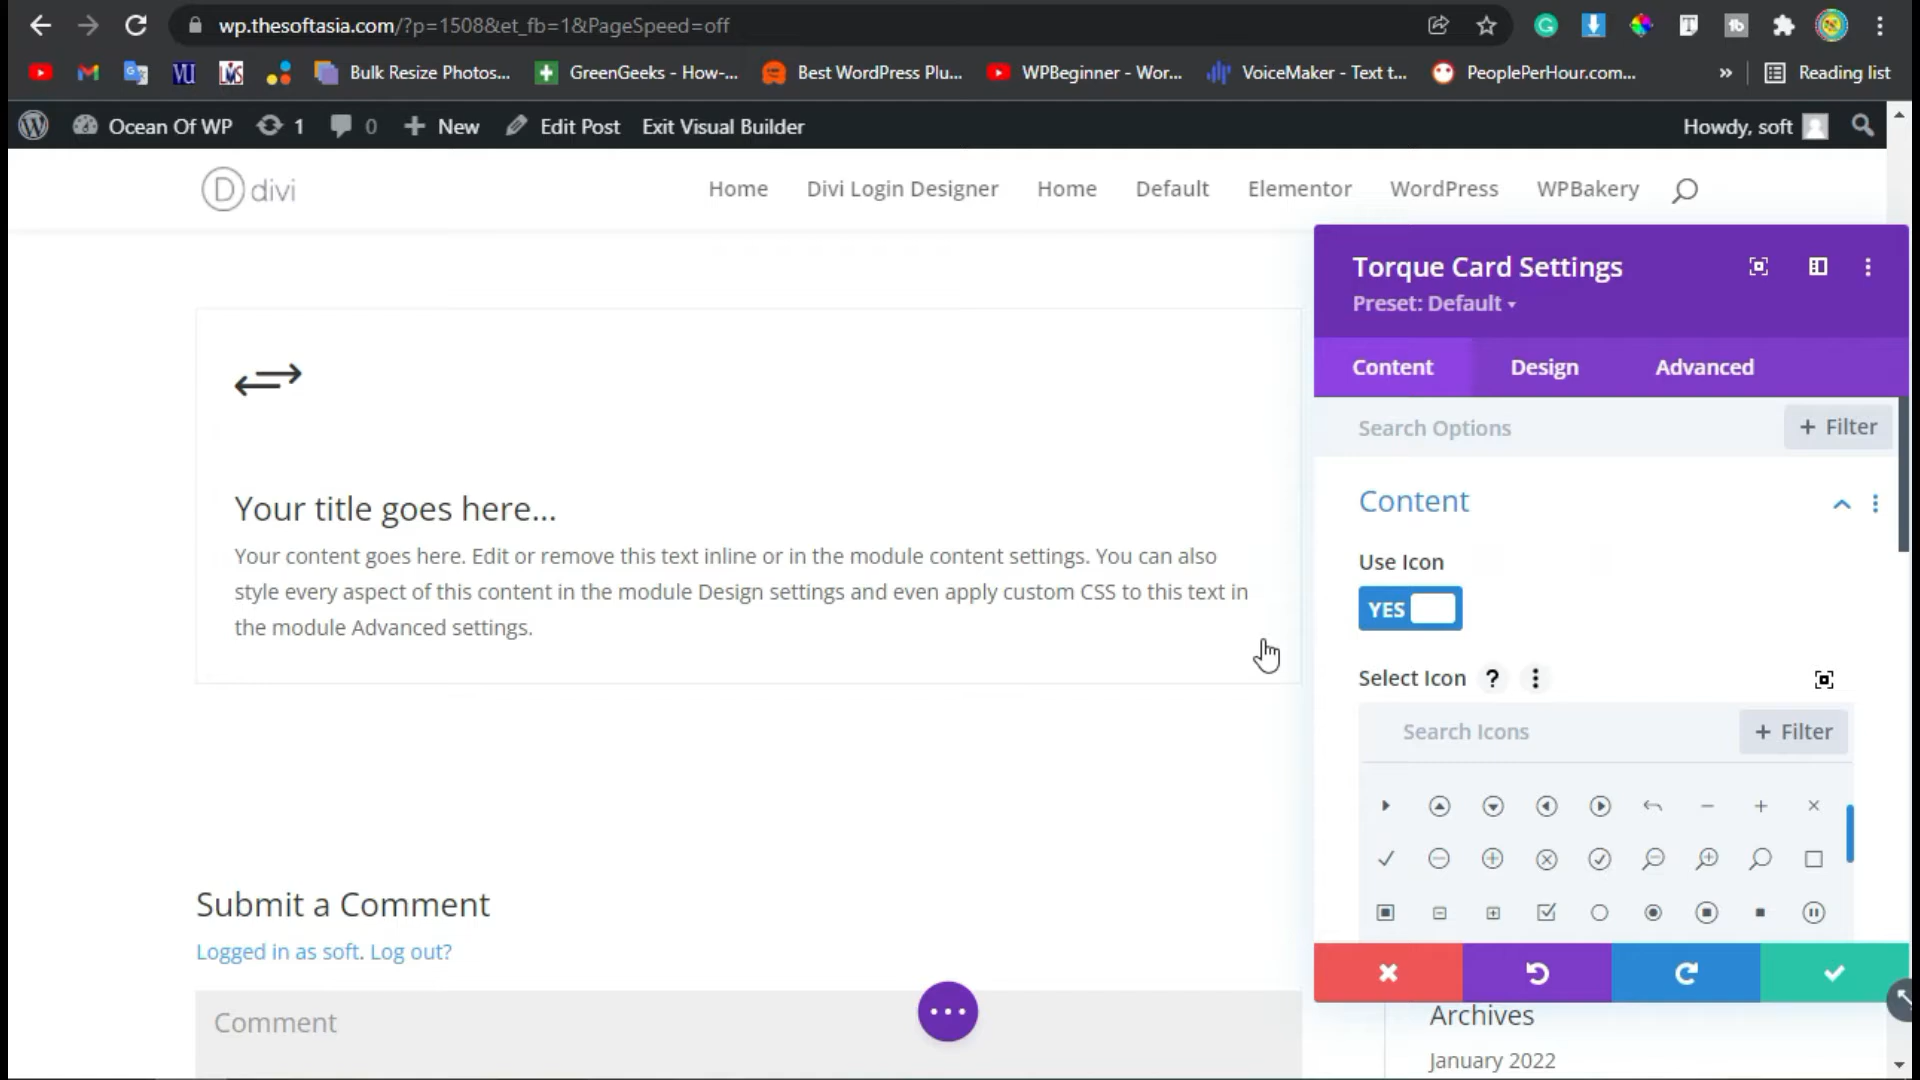 wp.thesoftasia.com/?p=1508&et_fb=1&PageSpeed=off
Bulk Resize Photos... GreenGeeks - How-... Best WordPress Plu... WPBeginner - Wor... VoiceMaker - Text t... PeoplePerHour.com... » Reading list
Ocean Of WP 1 0 + New Edit Post Exit Visual Builder Howdy, soft
D divi Home Divi Login Designer Home Default Elementor WordPress WPBakery
Torque Card Settings
Preset: Default
Content Design Advanced
Search Options + Filter
Content
Use Icon
YES
Select Icon ?
Search Icons + Filter
Your title goes here...
Your content goes here. Edit or remove this text inline or in the module content settings. You can also
style every aspect of this content in the module Design settings and even apply custom CSS to this text in
the module Advanced settings.
Submit a Comment
Logged in as soft. Log out?
Comment
Archives
January 2022